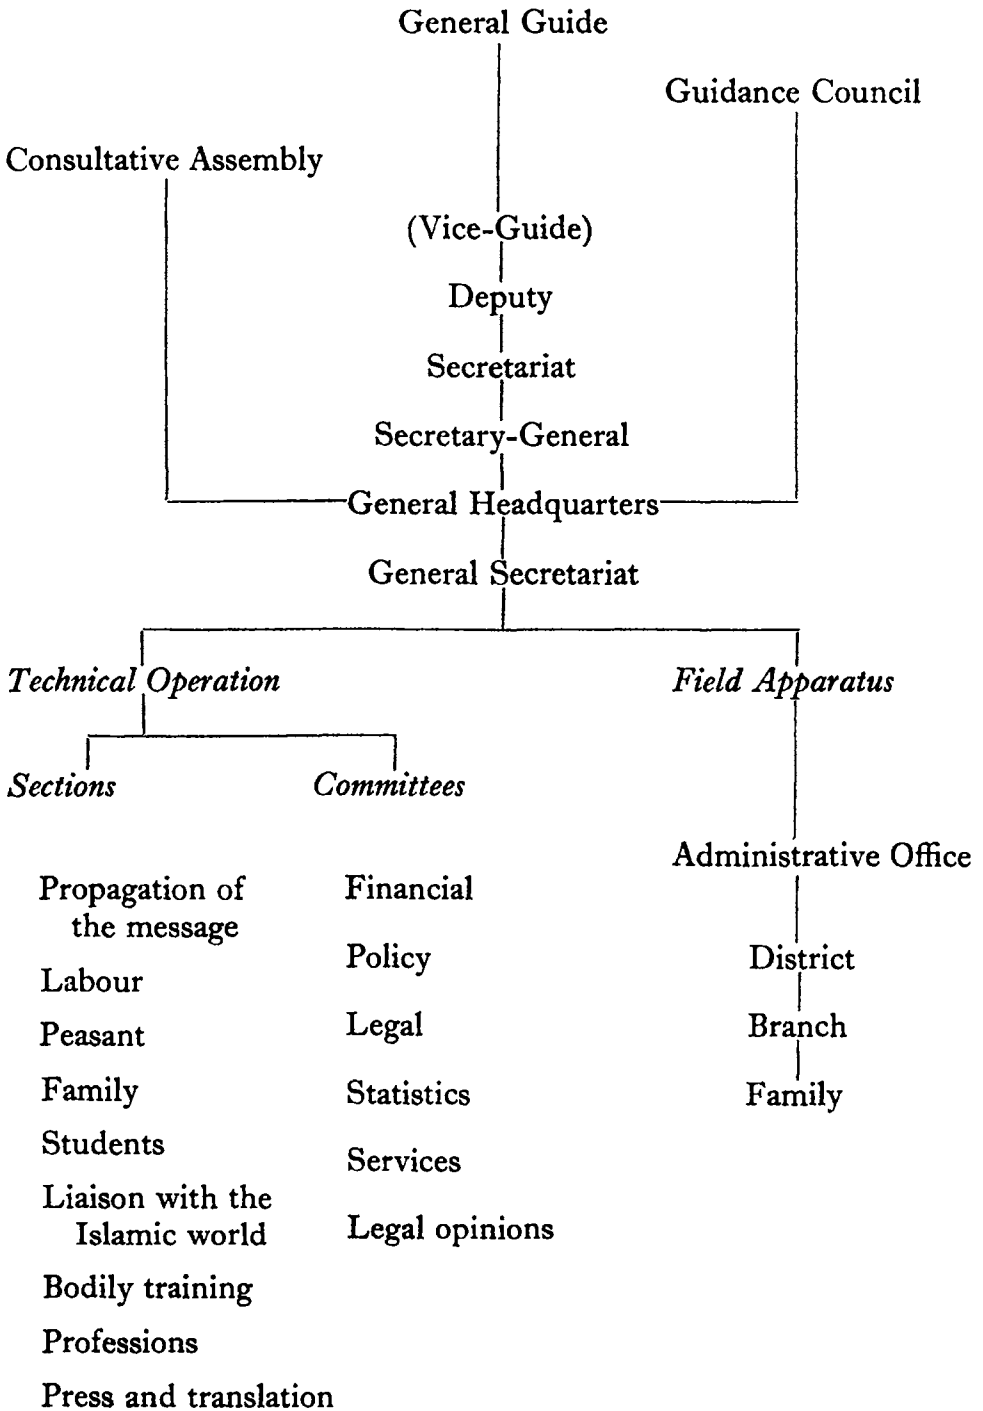 General Guide
Guidance Council
Consultative Assembly
(Vice-Guide)
Deputy
Secretariat
Secretary-General
General Headquarters
General Secretariat
Technical Operation
Field Apparatus
Sections
Committees
Administrative Office
Propagation of
the message
Labour
Peasant
Family
Students
Liaison with the
Islamic world
Bodily training
Professions
Press and translation
Financial
Policy
Legal
Statistics
Services
Legal opinions
District
Branch
Family